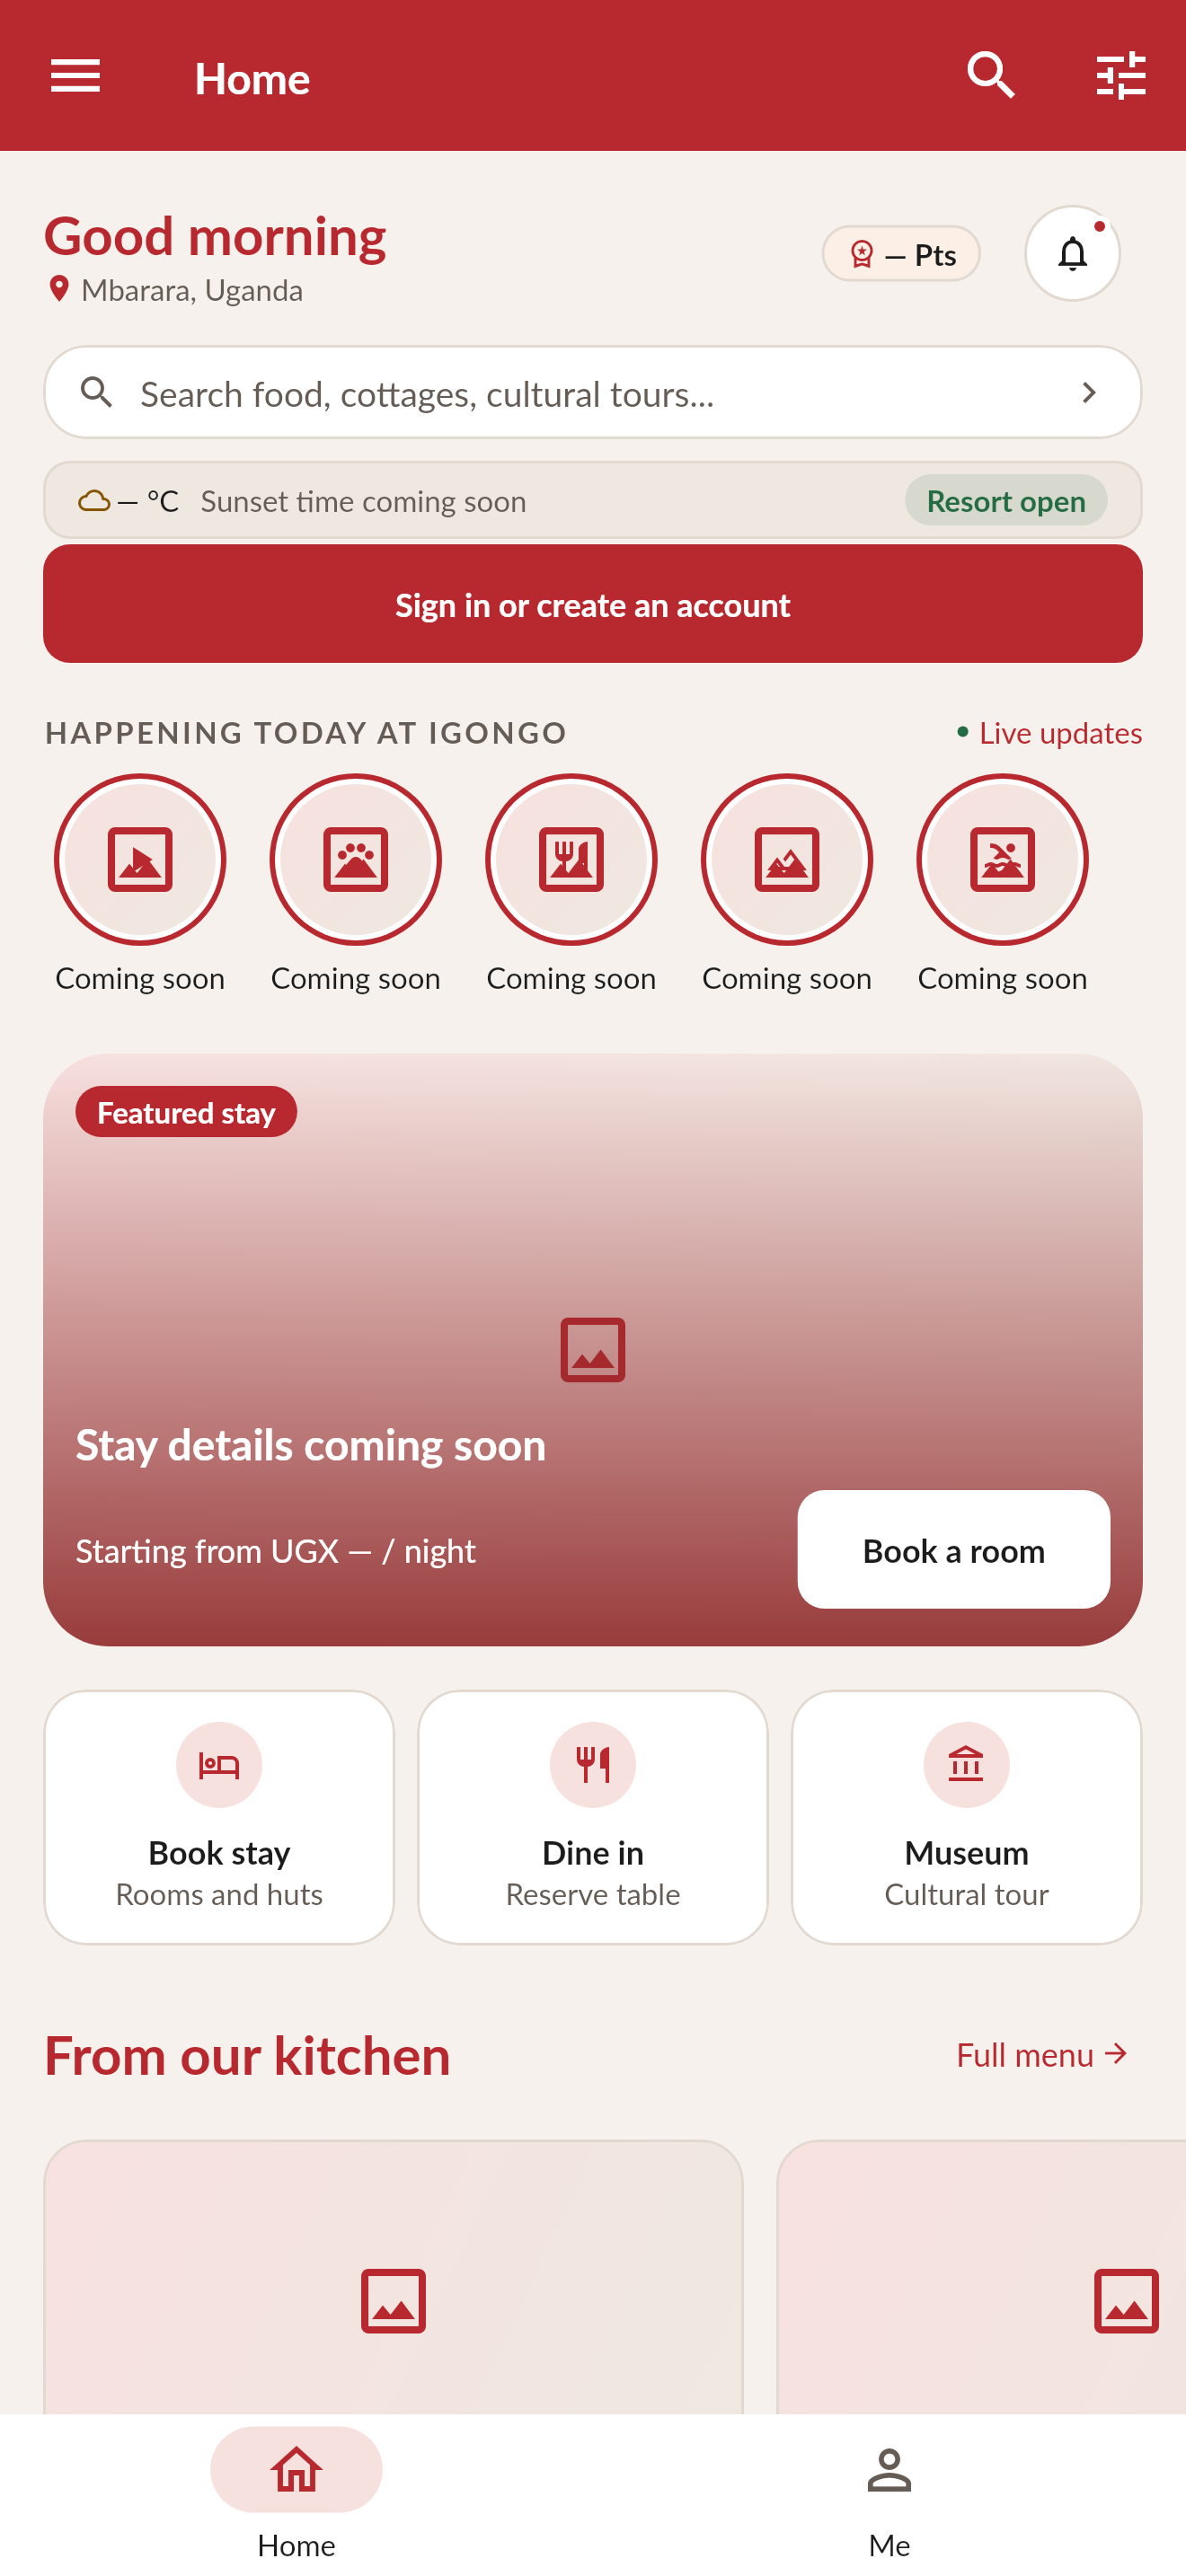 Home
Good morning
— Pts
Mbarara, Uganda
Search food, cottages, cultural tours...
— °C Sunset time coming soon
Resort open
Sign in or create an account
HAPPENING TODAY AT IGONGO
• Live updates
Coming soon
Coming soon
Coming soon
Coming soon
Coming soon
Featured stay
Stay details coming soon
Starting from UGX — / night
Book a room
Book stay
Rooms and huts
Dine in
Reserve table
Museum
Cultural tour
From our kitchen
Full menu →
Home
Me